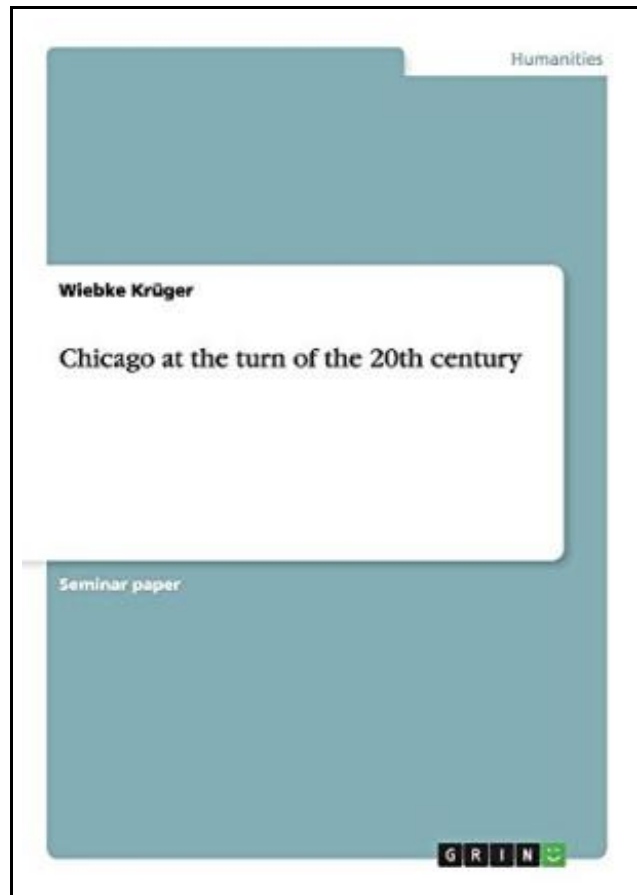 Humanities
Wiebke Krüger
Chicago at the turn of the 20th century
Seminar paper
GRIN